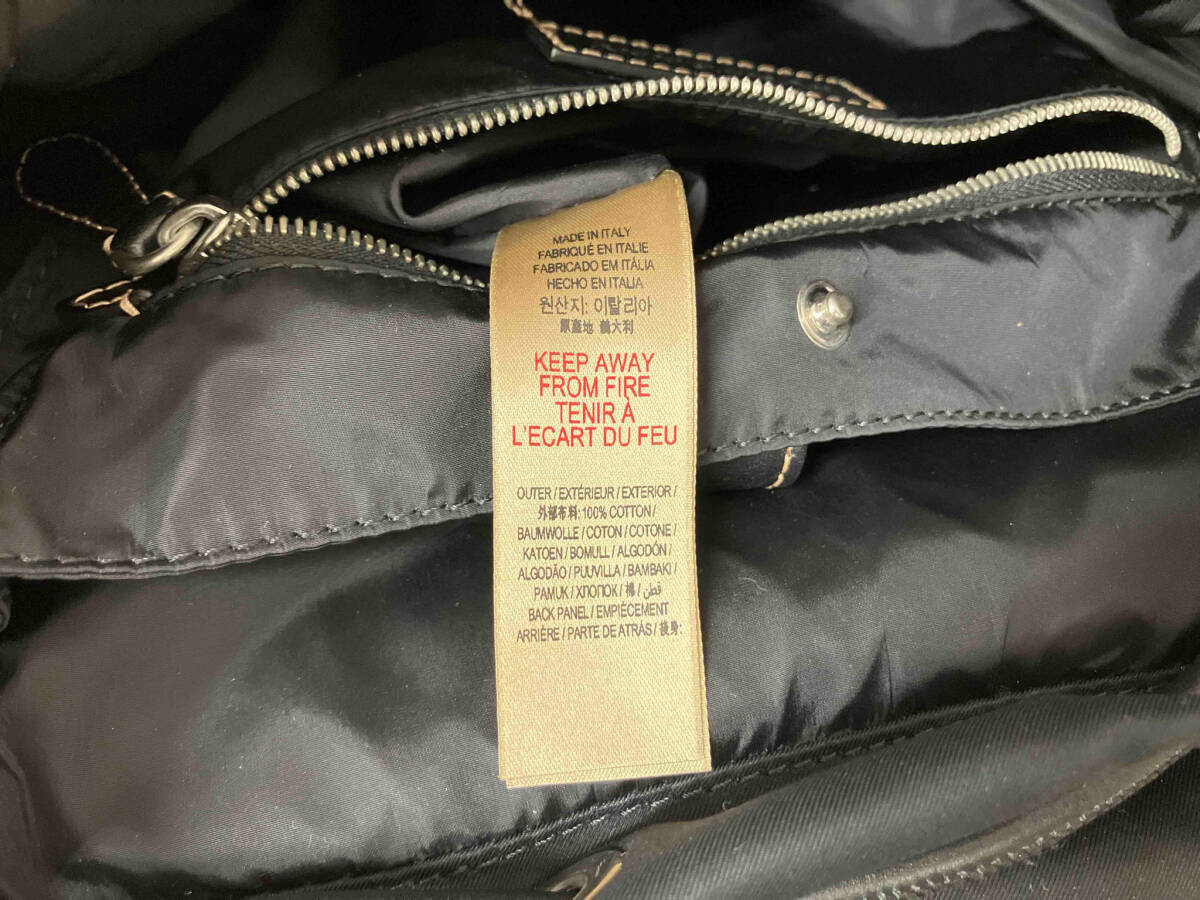 MADE IN ITALY
FABRIQUÉ EN ITALIE
FABRICADO EM ITÁLIA
HECHO EN ITALIA
원산지: 이탈리아
原產地 義大利
KEEP AWAY
FROM FIRE
TENIR À
L'ECART DU FEU
OUTER / EXTÉRIEUR / EXTERIOR /
外部布料: 100% COTTON /
BAUMWOLLE / COTON / COTONE /
KATOEN / BOMULL / ALGODÓN /
ALGODÃO / PUUVILLA / BAMBAKI /
PAMUK / ХЛОПОК / 棉 / قطن
BACK PANEL / EMPIÈCEMENT
ARRIÈRE / PARTE DE ATRÁS / 後身: